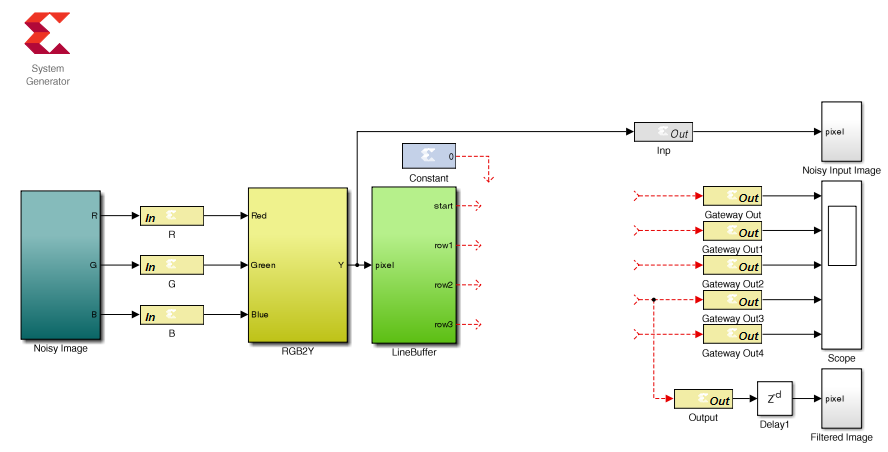 System
Generator
Out
Inp
pixel
Noisy Input Image
0
Constant
R
G
B
Noisy Image
In
R
In
G
In
B
Red
Green
Blue
Y
RGB2Y
pixel
start
row1
row2
row3
LineBuffer
Out
Gateway Out
Out
Gateway Out1
Out
Gateway Out2
Out
Gateway Out3
Out
Gateway Out4
Scope
Out
Output
z^d
Delay1
pixel
Filtered Image